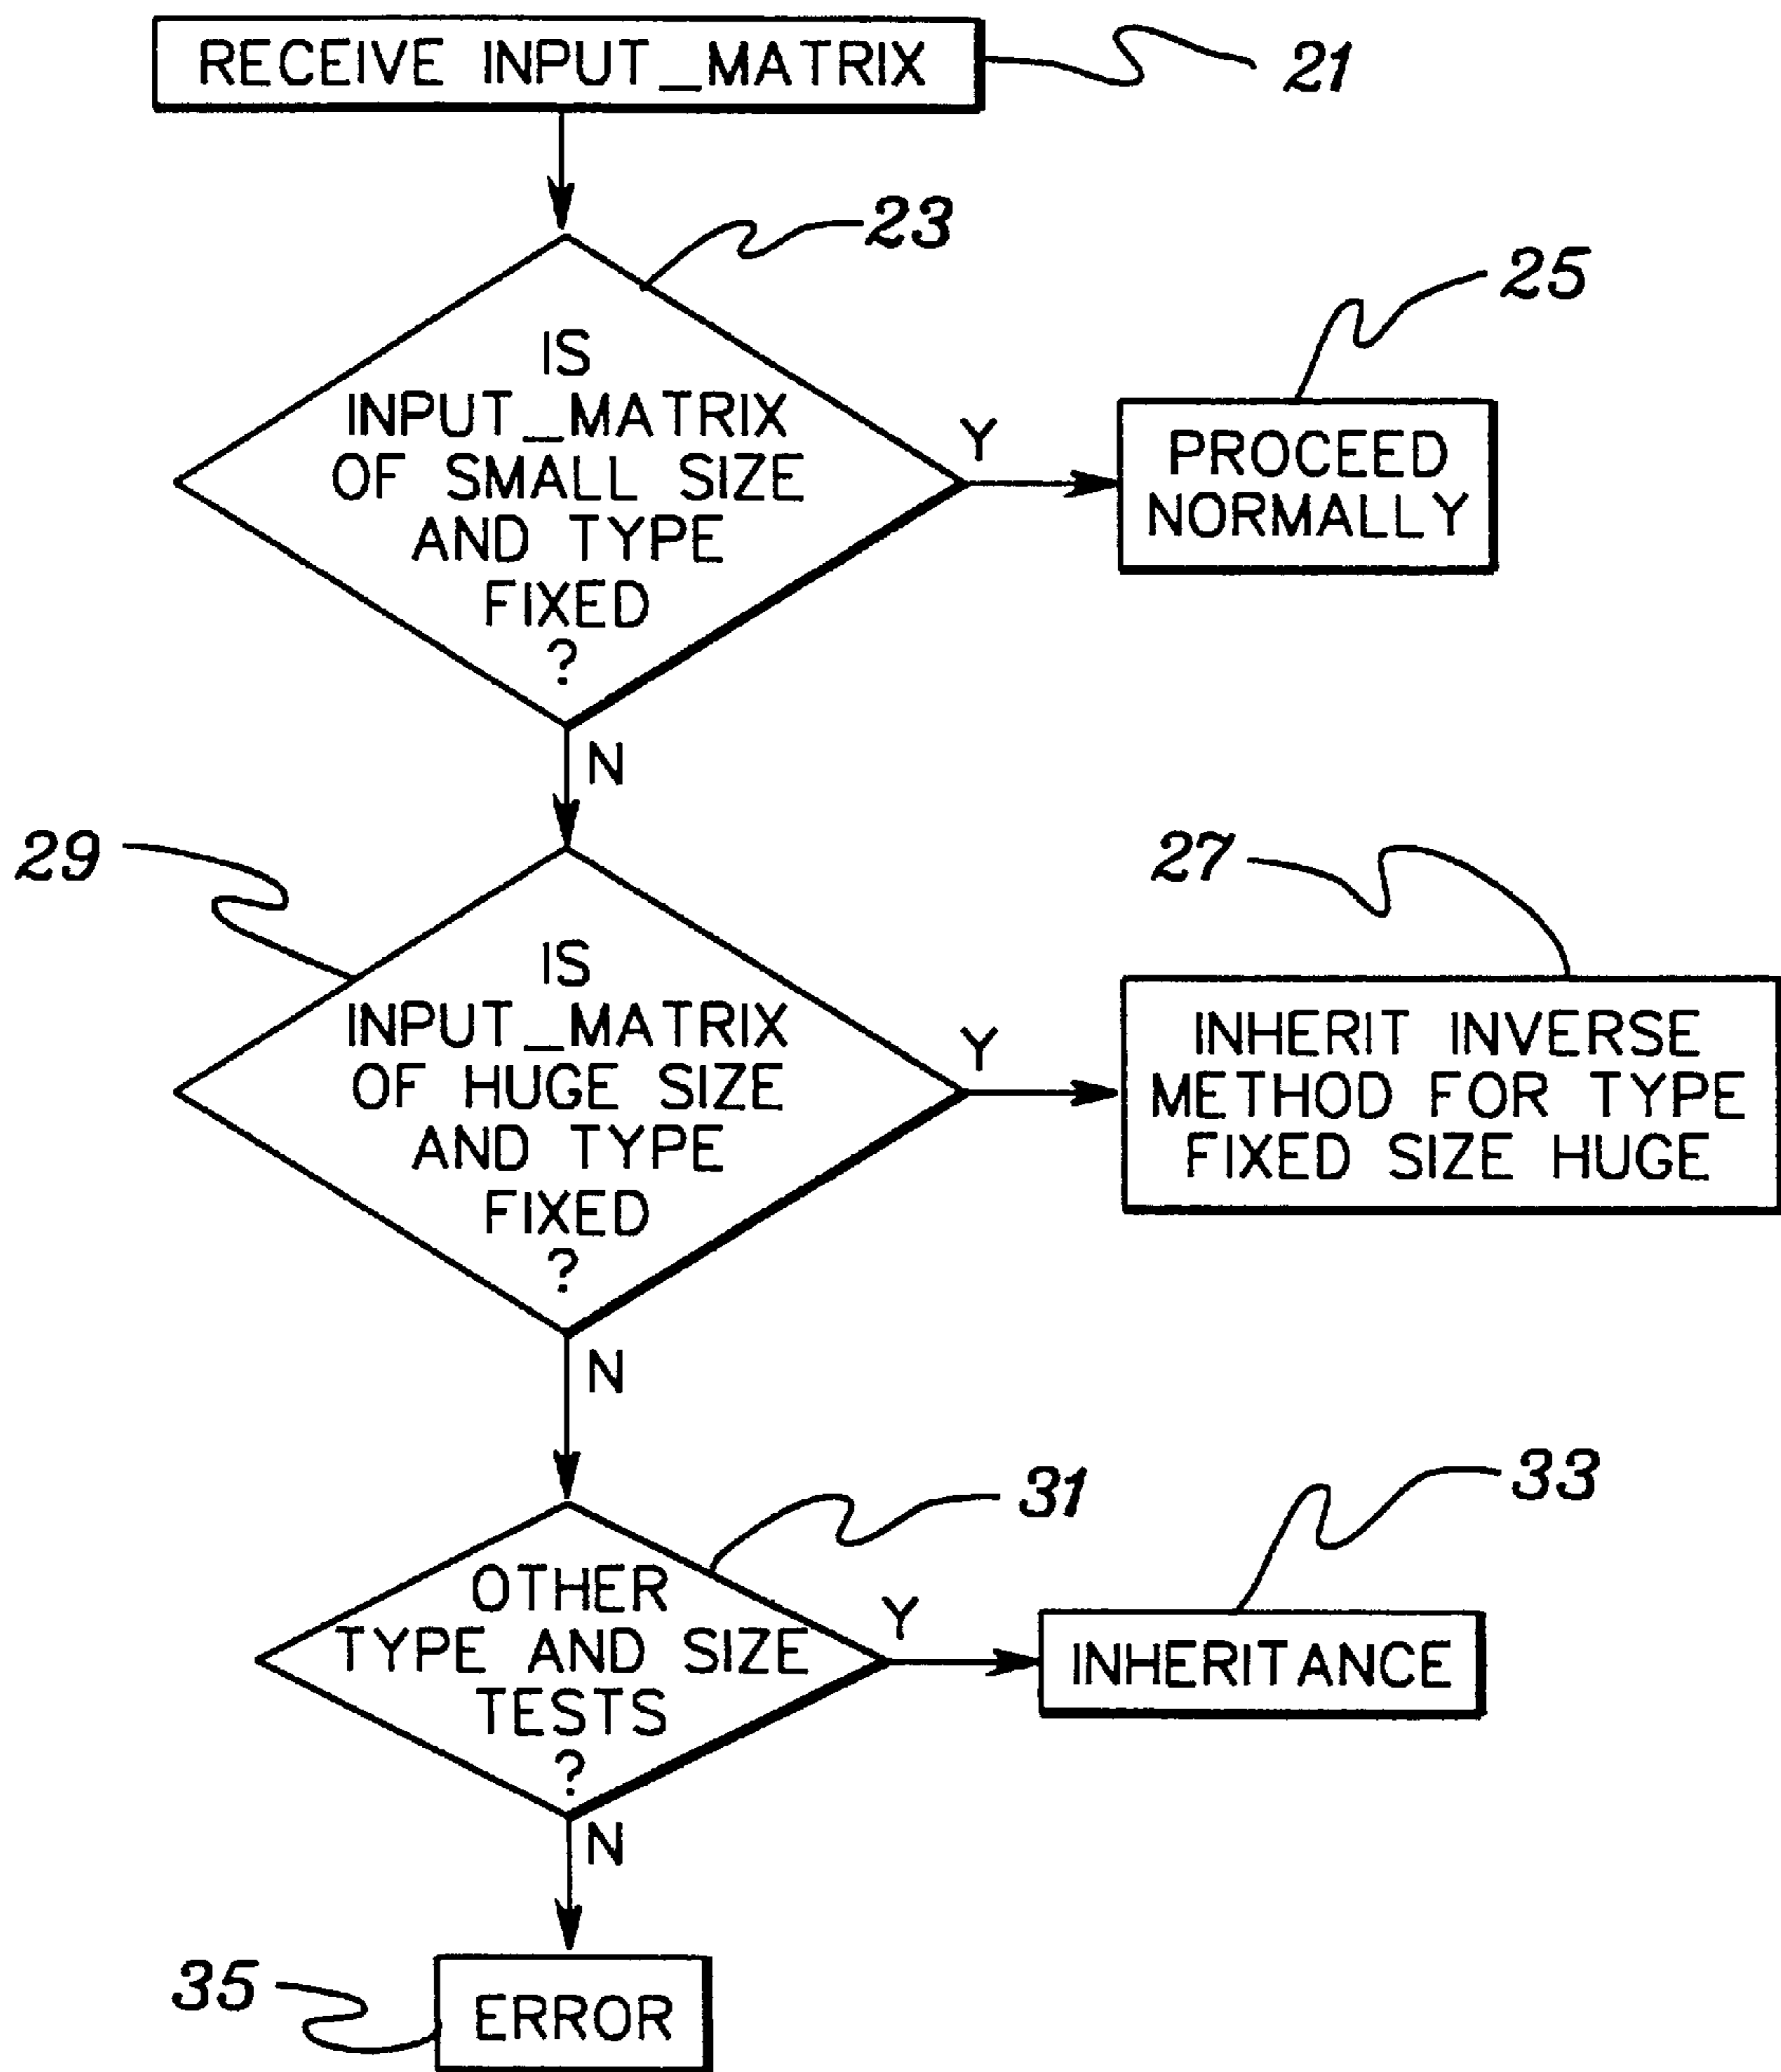 RECEIVE INPUT_MATRIX
21
23
IS
INPUT_MATRIX
OF SMALL SIZE
AND TYPE
FIXED
?
Y
25
PROCEED
NORMALLY
N
29
IS
INPUT_MATRIX
OF HUGE SIZE
AND TYPE
FIXED
?
Y
27
INHERIT INVERSE
METHOD FOR TYPE
FIXED SIZE HUGE
N
31
OTHER
TYPE AND SIZE
TESTS
?
Y
33
INHERITANCE
N
35
ERROR